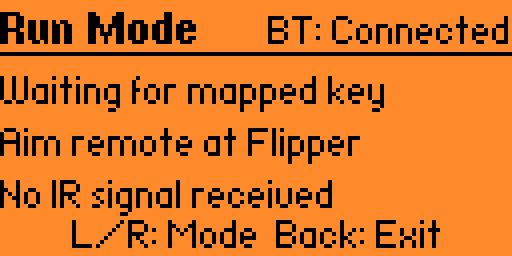 Run Mode BT: Connected
Waiting for mapped key
Aim remote at Flipper
No IR signal received
L/R: Mode Back: Exit